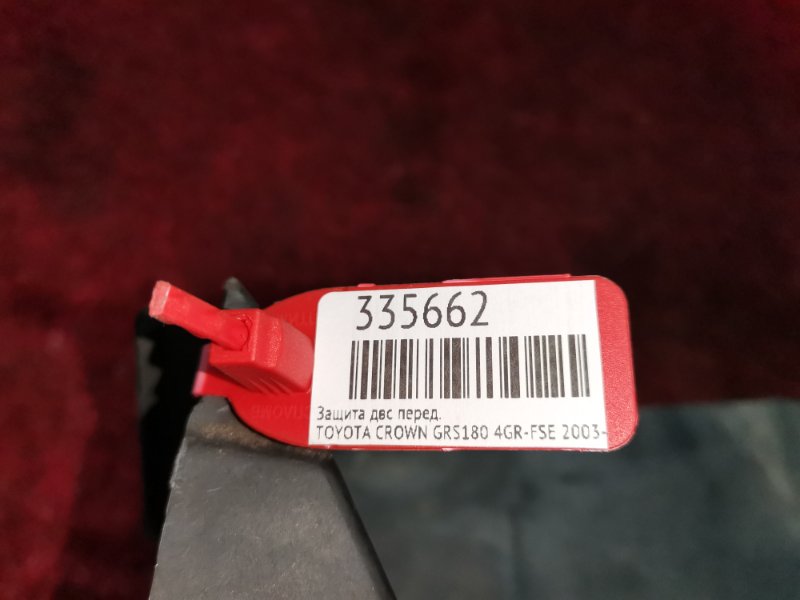 335662
Защита двс перед.
TOYOTA CROWN GRS180 4GR-FSE 2003-